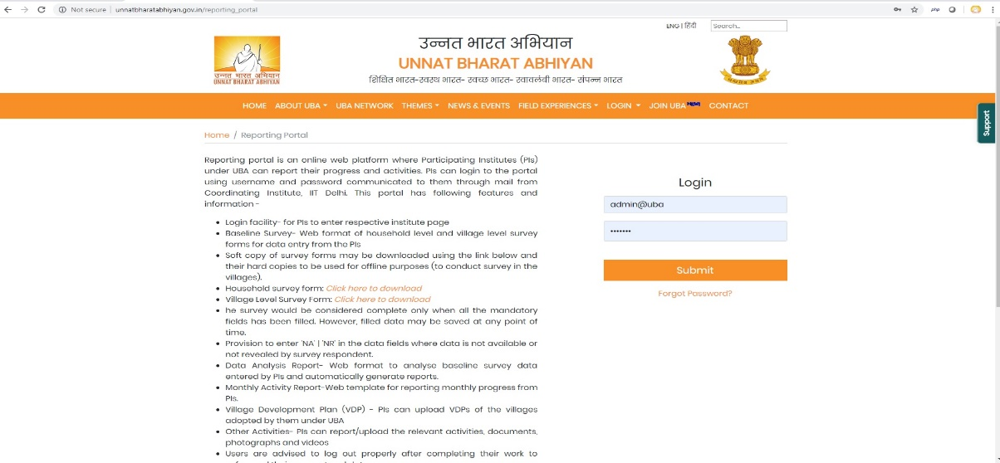 Not secure | unnatbharatabhiyan.gov.in/reporting_portal
php
ENG | हिंदी
Search..
उन्नत भारत अभियान
UNNAT BHARAT ABHIYAN
उन्नत भारत अभियान
UNNAT BHARAT ABHIYAN
शिक्षित भारत-स्वस्थ भारत- स्वच्छ भारत- स्वावलंबी भारत- संपन्न भारत
HOME ABOUT UBA UBA NETWORK THEMES NEWS & EVENTS FIELD EXPERIENCES LOGIN JOIN UBA CONTACT
Support
Home / Reporting Portal
Reporting portal is an online web platform where Participating Institutes (PIs)
under UBA can report their progress and activities. PIs can login to the portal
using username and password communicated to them through mail from
Coordinating Institute, IIT Delhi. This portal has following features and
information -
Login facility- for PIs to enter respective institute page
Baseline Survey- Web format of household level and village level survey
forms for data entry from the PIs
Soft copy of survey forms may be downloaded using the link below and
their hard copies to be used for offline purposes (to conduct survey in the
villages).
Household survey form: Click here to download
Village Level Survey Form: Click here to download
he survey would be considered complete only when all the mandatory
fields has been filled. However, filled data may be saved at any point of
time.
Provision to enter 'NA' | 'NR' in the data fields where data is not available or
not revealed by survey respondent.
Data Analysis Report- Web format to analyse baseline survey data
entered by PIs and automatically generate reports.
Monthly Activity Report-Web template for reporting monthly progress from
PIs.
Village Development Plan (VDP) - PIs can upload VDPs of the villages
adopted by them under UBA
Other Activities- PIs can report/upload the relevant activities, documents,
photographs and videos
Users are advised to log out properly after completing their work to
Login
admin@uba
•••••••
Submit
Forgot Password?